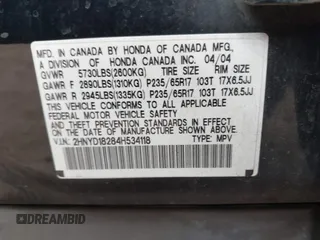 MFD. IN CANADA BY HONDA OF CANADA MFG.,
A DIVISION OF HONDA CANADA INC. 04/04
GVWR 5730LBS(2600KG) TIRE SIZE RIM SIZE
GAWR F 2890LBS(1310KG) P235/65R17 103T 17X6.5JJ
GAWR R 2945LBS(1335KG) P235/65R17 103T 17X6.5JJ
THIS VEHICLE CONFORMS TO ALL APPLICABLE
FEDERAL MOTOR VEHICLE SAFETY STANDARDS IN
EFFECT ON THE DATE OF MANUFACTURE SHOWN ABOVE.
V.I.N.: 2HNYD18284H534118 TYPE: MPV
DREAMBID